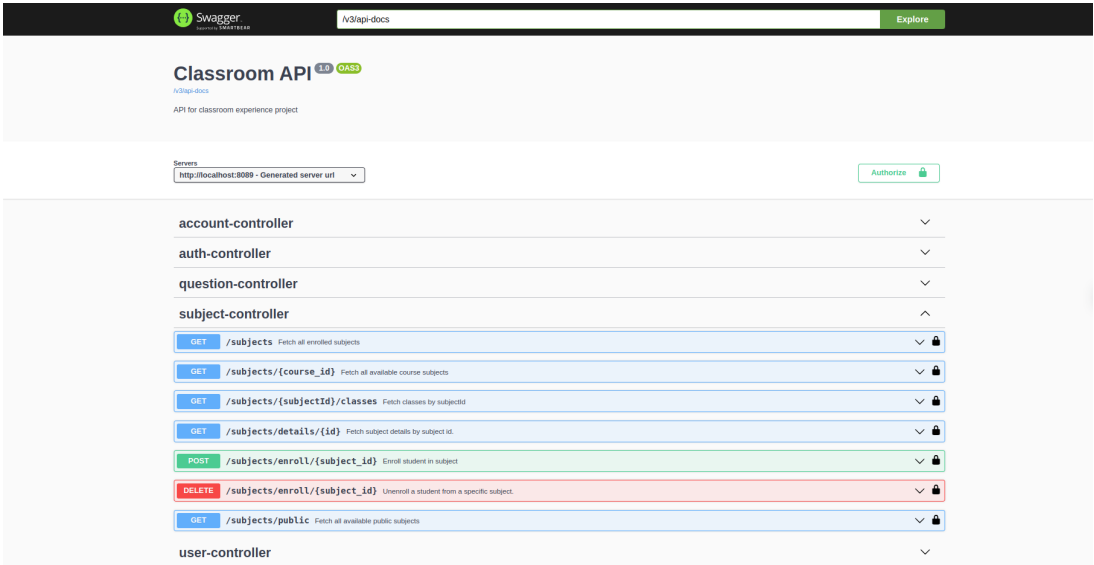 Swagger.
Supported by SMARTBEAR
/v3/api-docs
Explore
Classroom API 1.0 OAS3
/v3/api-docs
API for classroom experience project
Servers
http://localhost:8089 - Generated server url
Authorize
account-controller
auth-controller
question-controller
subject-controller
GET /subjects Fetch all enrolled subjects
GET /subjects/{course_id} Fetch all available course subjects
GET /subjects/{subjectId}/classes Fetch classes by subjectId
GET /subjects/details/{id} Fetch subject details by subject id.
POST /subjects/enroll/{subject_id} Enroll student in subject
DELETE /subjects/enroll/{subject_id} Unenroll a student from a specific subject.
GET /subjects/public Fetch all available public subjects
user-controller